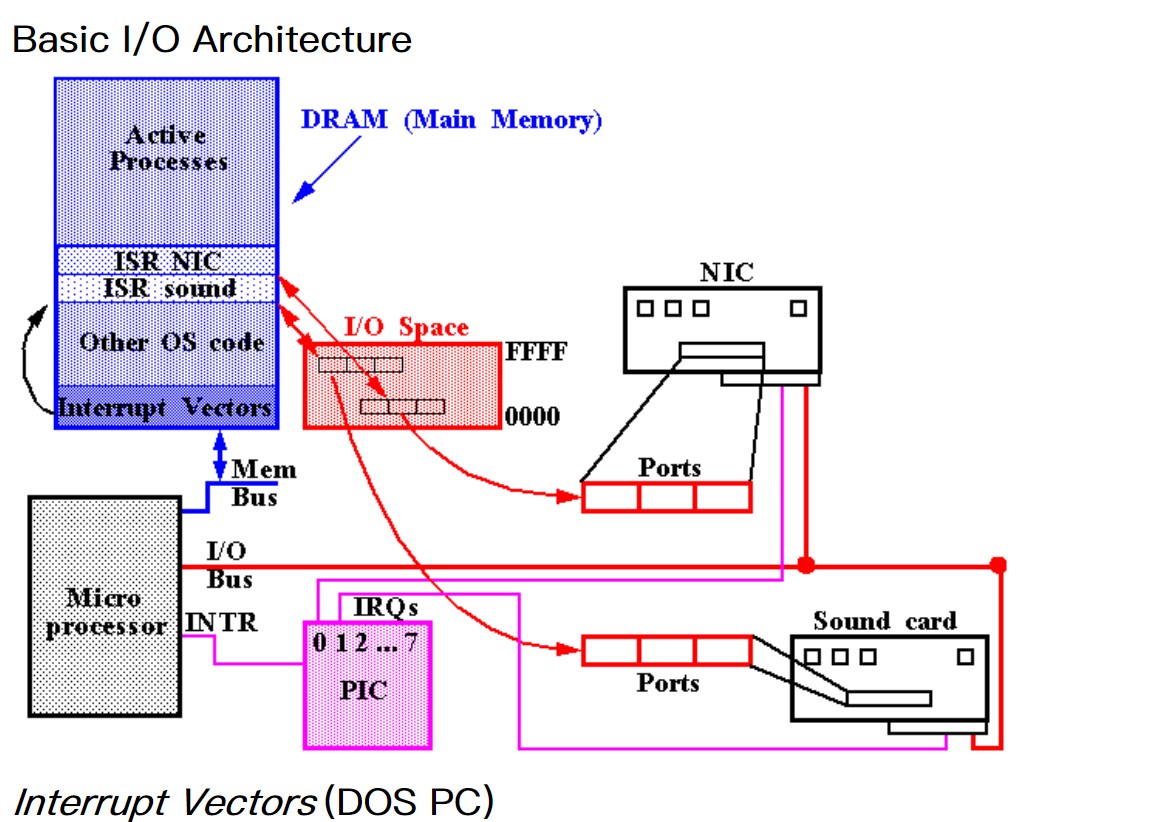 Basic I/O Architecture
Active
Processes
DRAM (Main Memory)
ISR NIC
ISR sound
Other OS code
Interrupt Vectors
I/O Space
FFFF
0000
NIC
Ports
Mem
Bus
I/O
Bus
Micro
processor
INTR
IRQs
0 1 2 ... 7
PIC
Ports
Sound card
Interrupt Vectors (DOS PC)